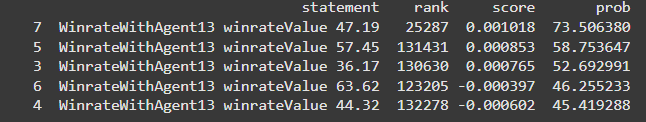 statement rank score prob
7 WinrateWithAgent13 winrateValue 47.19 25287 0.001018 73.506380
5 WinrateWithAgent13 winrateValue 57.45 131431 0.000853 58.753647
3 WinrateWithAgent13 winrateValue 36.17 130630 0.000765 52.692991
6 WinrateWithAgent13 winrateValue 63.62 123205 -0.000397 46.255233
4 WinrateWithAgent13 winrateValue 44.32 132278 -0.000602 45.419288